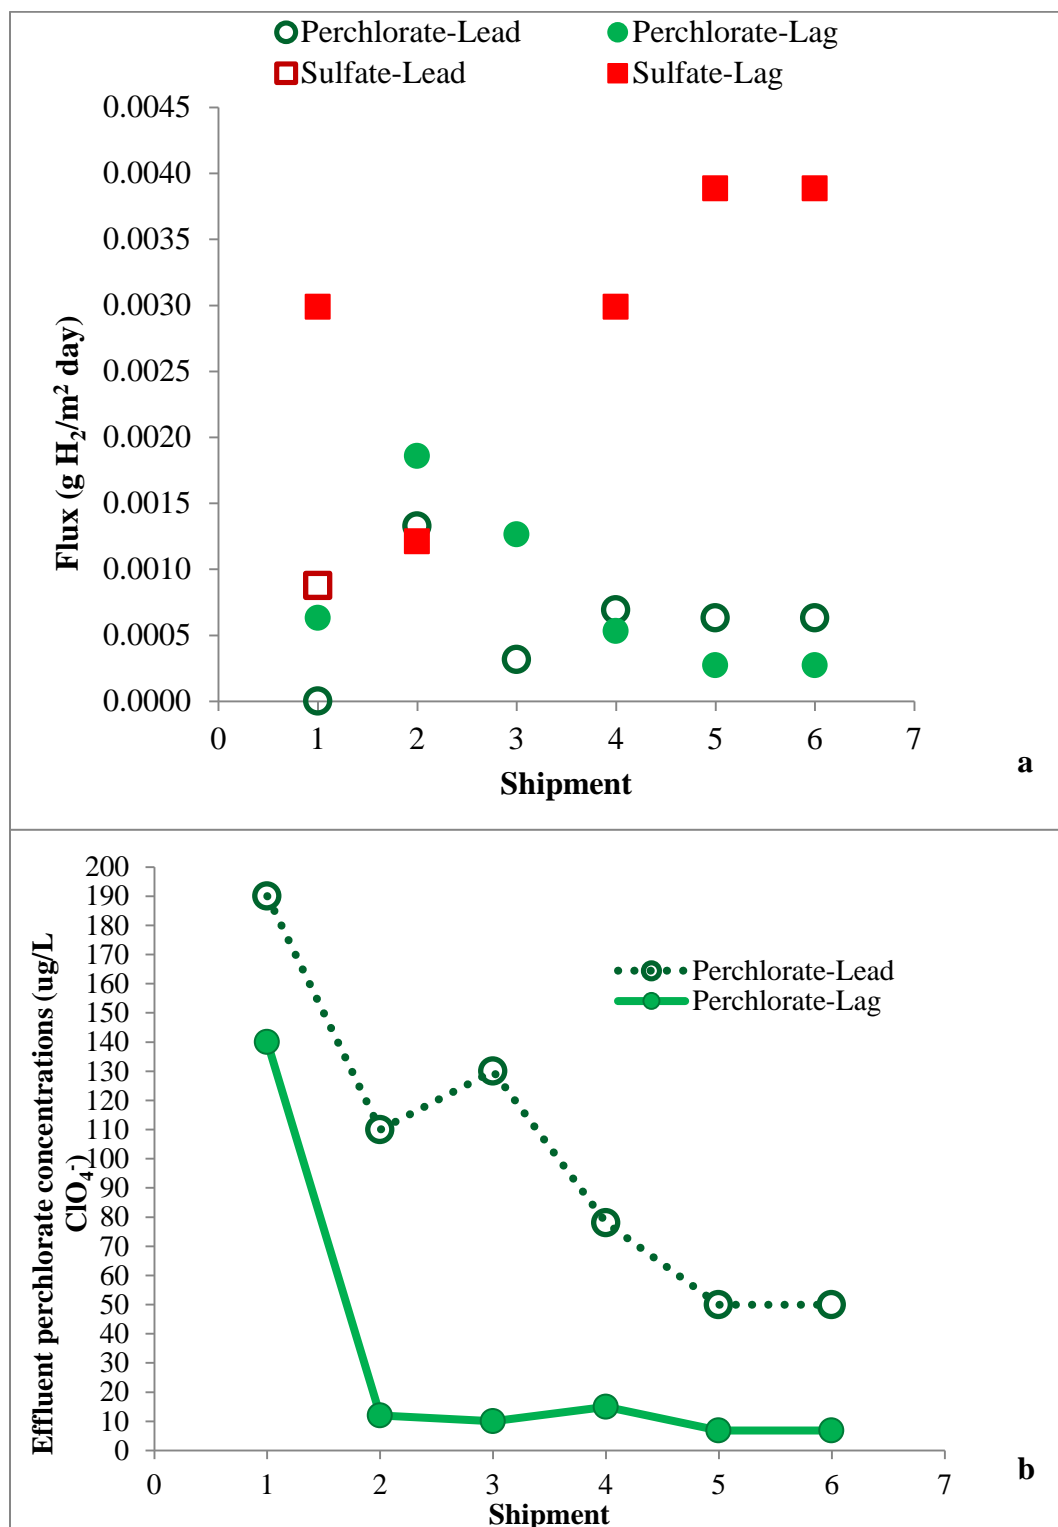 Perchlorate-Lead Perchlorate-Lag
Sulfate-Lead Sulfate-Lag
0.0045
0.0040
0.0035
0.0030
0.0025
0.0020
0.0015
0.0010
0.0005
0.0000
Flux (g H₂/m² day)
0 1 2 3 4 5 6 7
Shipment
a
200
190
180
170
160
150
140
130
120
110
100
90
80
70
60
50
40
30
20
10
0
Effluent perchlorate concentrations (ug/L
ClO₄⁻)
Perchlorate-Lead
Perchlorate-Lag
0 1 2 3 4 5 6 7
Shipment
b